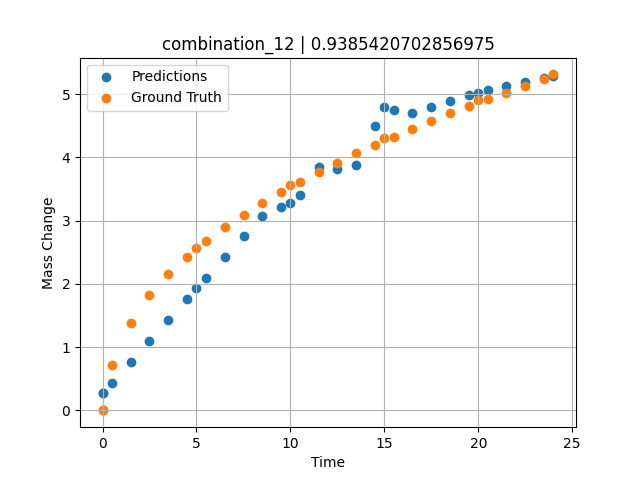 combination_12 | 0.9385420702856975
Predictions
Ground Truth
5
4
3
2
1
0
Mass Change
0 5 10 15 20 25
Time